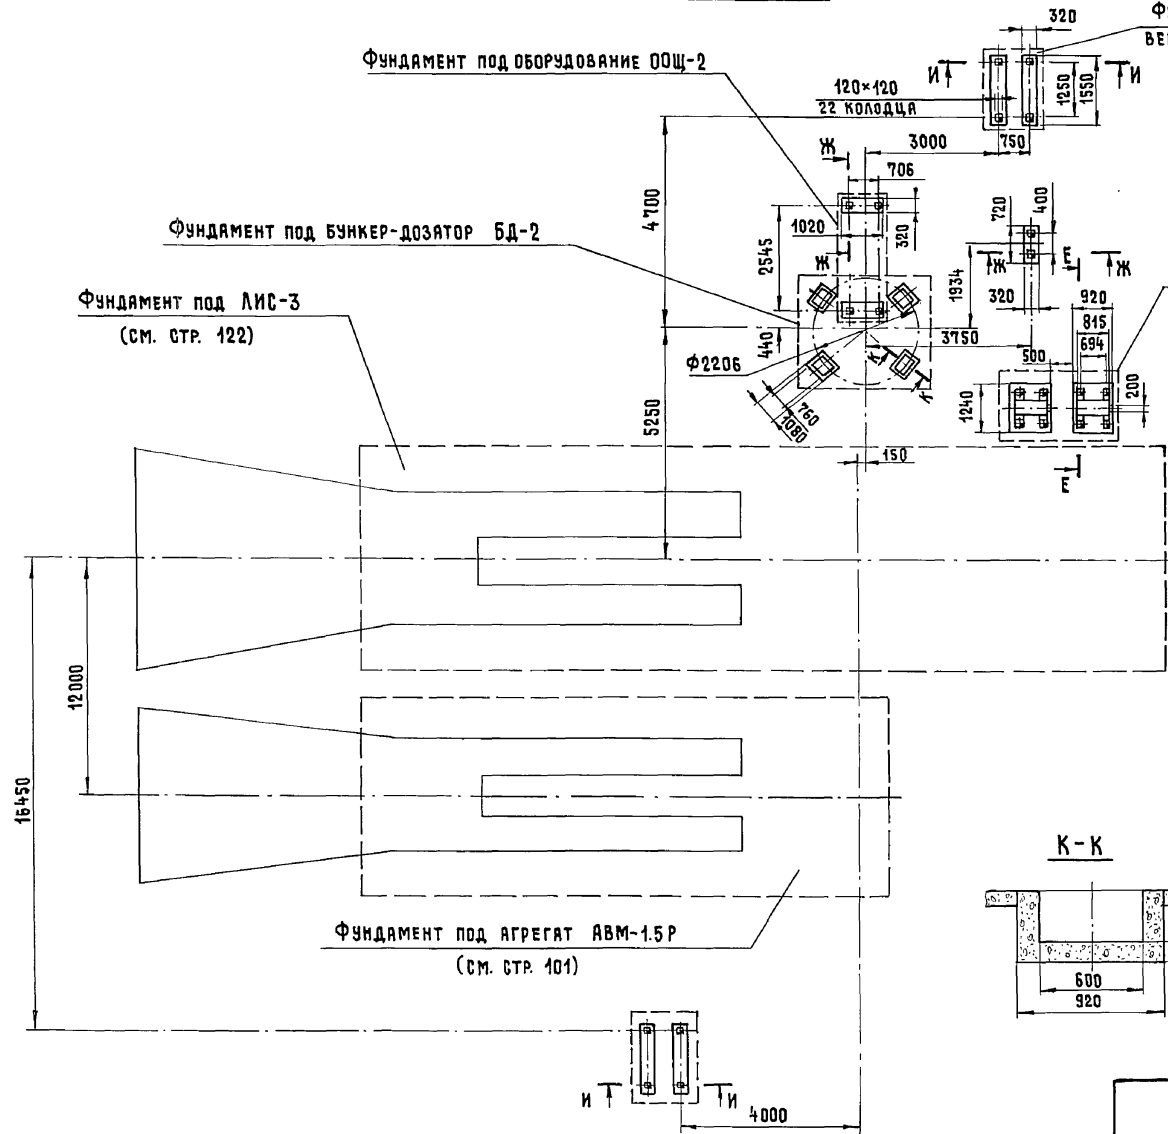 320
Ф
ВЕ
ФУНДАМЕНТ ПОД ОБОРУДОВАНИЕ ООЩ-2
И
И
120×120
22 КОЛОДЦА
1250
1550
3000
750
Ж
706
4700
720
400
ФУНДАМЕНТ ПОД БУНКЕР-ДОЗАТОР БД-2
1020
320
2545
Ж
1934
Ж
Е
Ж
ФУНДАМЕНТ ПОД ЛИС-3
(СМ. СТР. 122)
320
920
815
694
440
3750
500
Ф2206
К
К
200
1240
760
1080
5250
150
Е
12000
16450
К-К
ФУНДАМЕНТ ПОД АГРЕГАТ АВМ-1.5Р
(СМ. СТР. 101)
600
920
И
И
4000